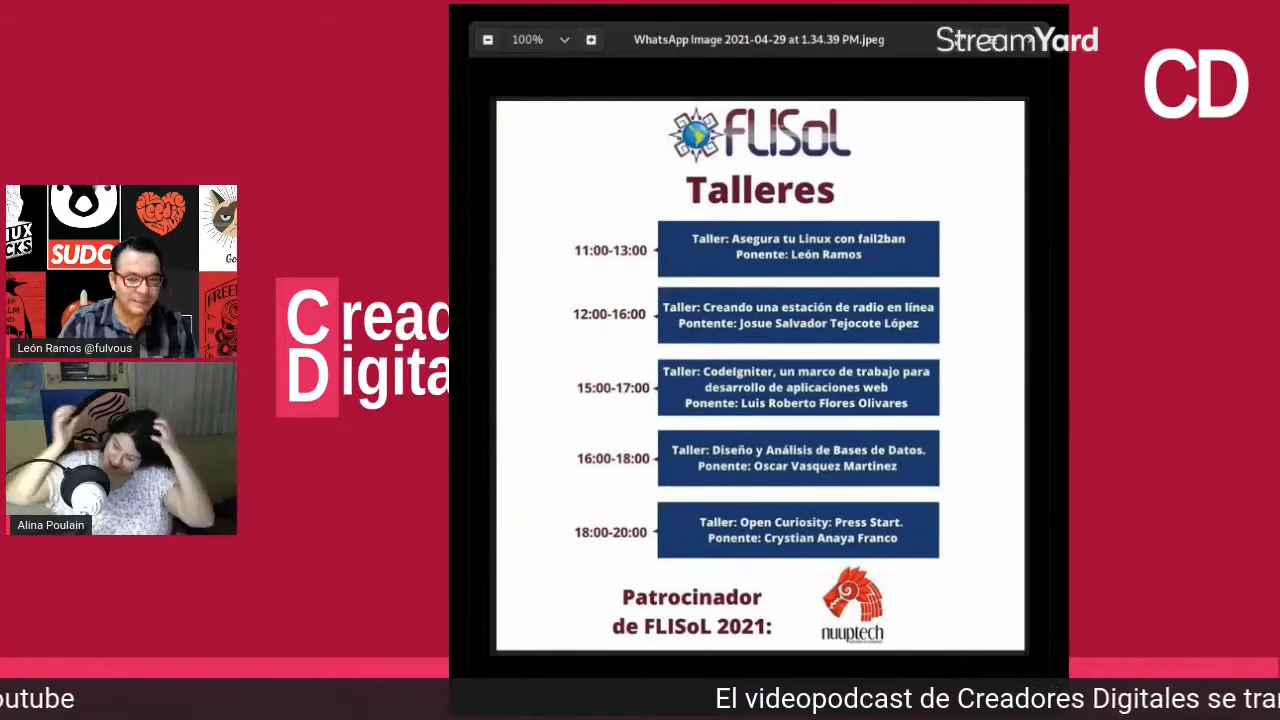 100%
WhatsApp Image 2021-04-29 at 1.34.39 PM.jpeg
StreamYard
CD
FLISoL
Talleres
11:00-13:00
Taller: Asegura tu Linux con fail2ban
Ponente: León Ramos
12:00-16:00
Taller: Creando una estación de radio en línea
Pontente: Josue Salvador Tejocote López
15:00-17:00
Taller: CodeIgniter, un marco de trabajo para
desarrollo de aplicaciones web
Ponente: Luis Roberto Flores Olivares
16:00-18:00
Taller: Diseño y Análisis de Bases de Datos.
Ponente: Oscar Vasquez Martinez
18:00-20:00
Taller: Open Curiosity: Press Start.
Ponente: Crystian Anaya Franco
Patrocinador
de FLISoL 2021:
nuuptech
SUDO
León Ramos @fulvous
Alina Poulain
Cread
Digita
outube
El videopodcast de Creadores Digitales se tra